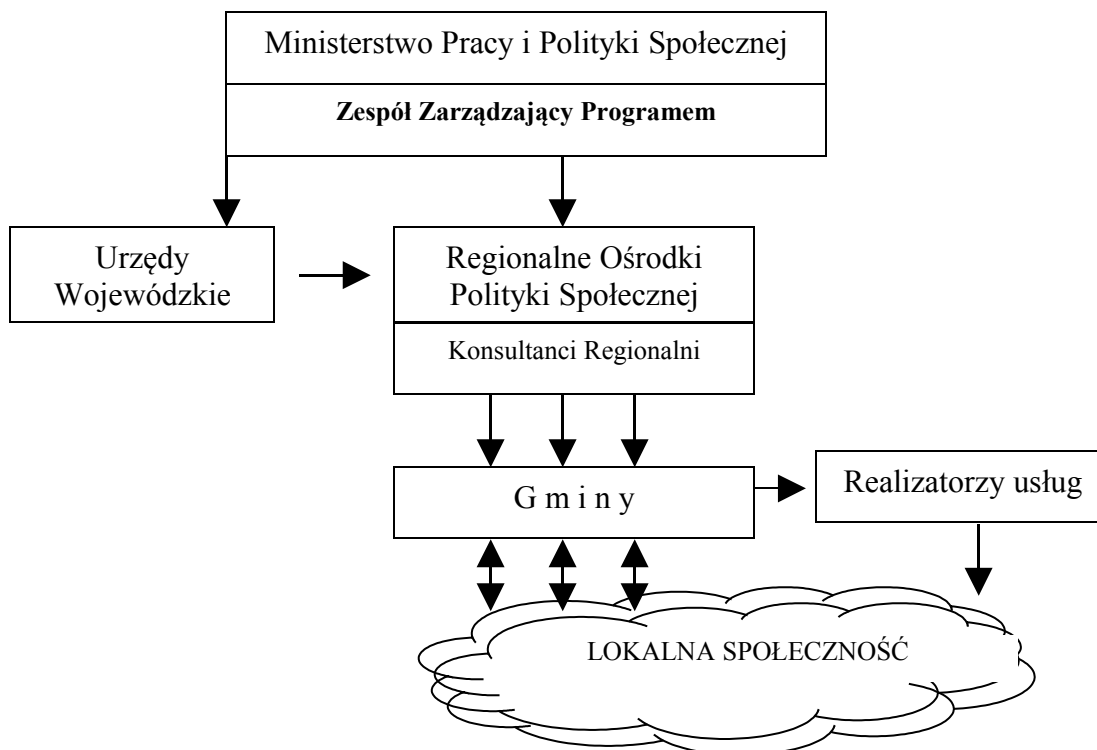 Ministerstwo Pracy i Polityki Społecznej
Zespół Zarządzający Programem
Urzędy
Wojewódzkie
Regionalne Ośrodki
Polityki Społecznej
Konsultanci Regionalni
G m i n y
Realizatorzy usług
LOKALNA SPOŁECZNOŚĆ